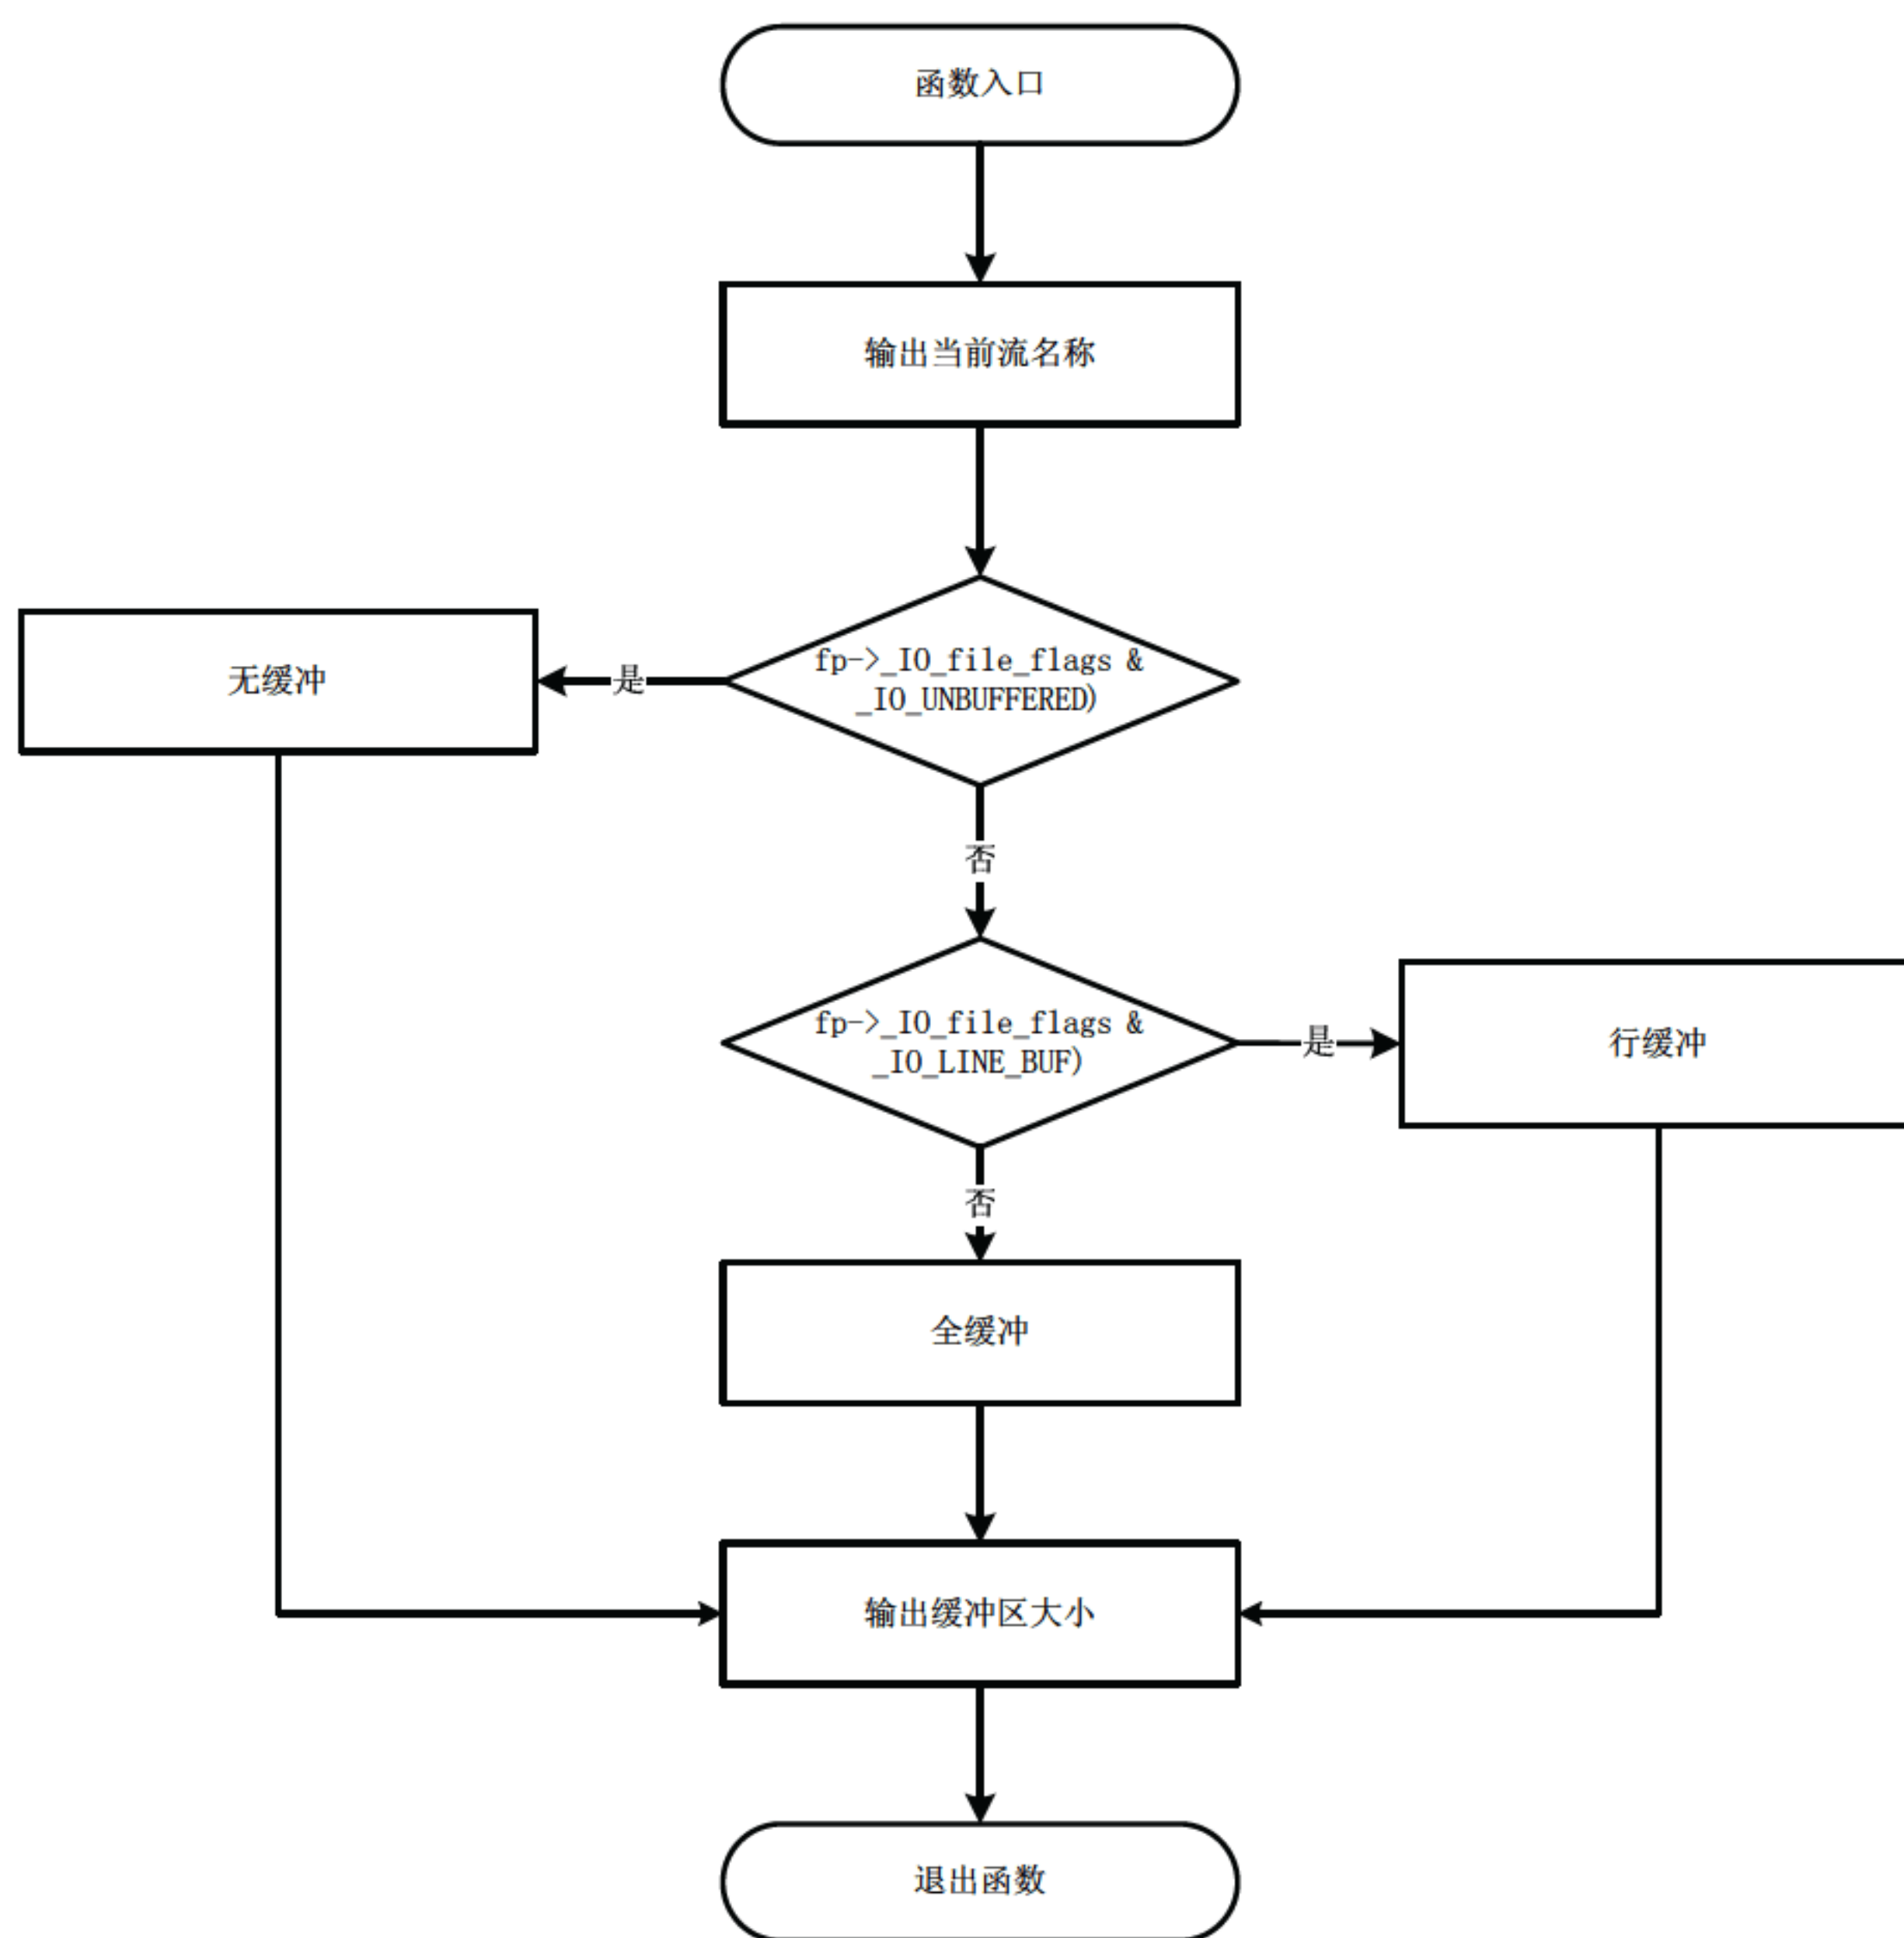 函数入口
输出当前流名称
fp->_IO_file_flags &
_IO_UNBUFFERED)
是
无缓冲
否
fp->_IO_file_flags &
_IO_LINE_BUF)
是
行缓冲
否
全缓冲
输出缓冲区大小
退出函数